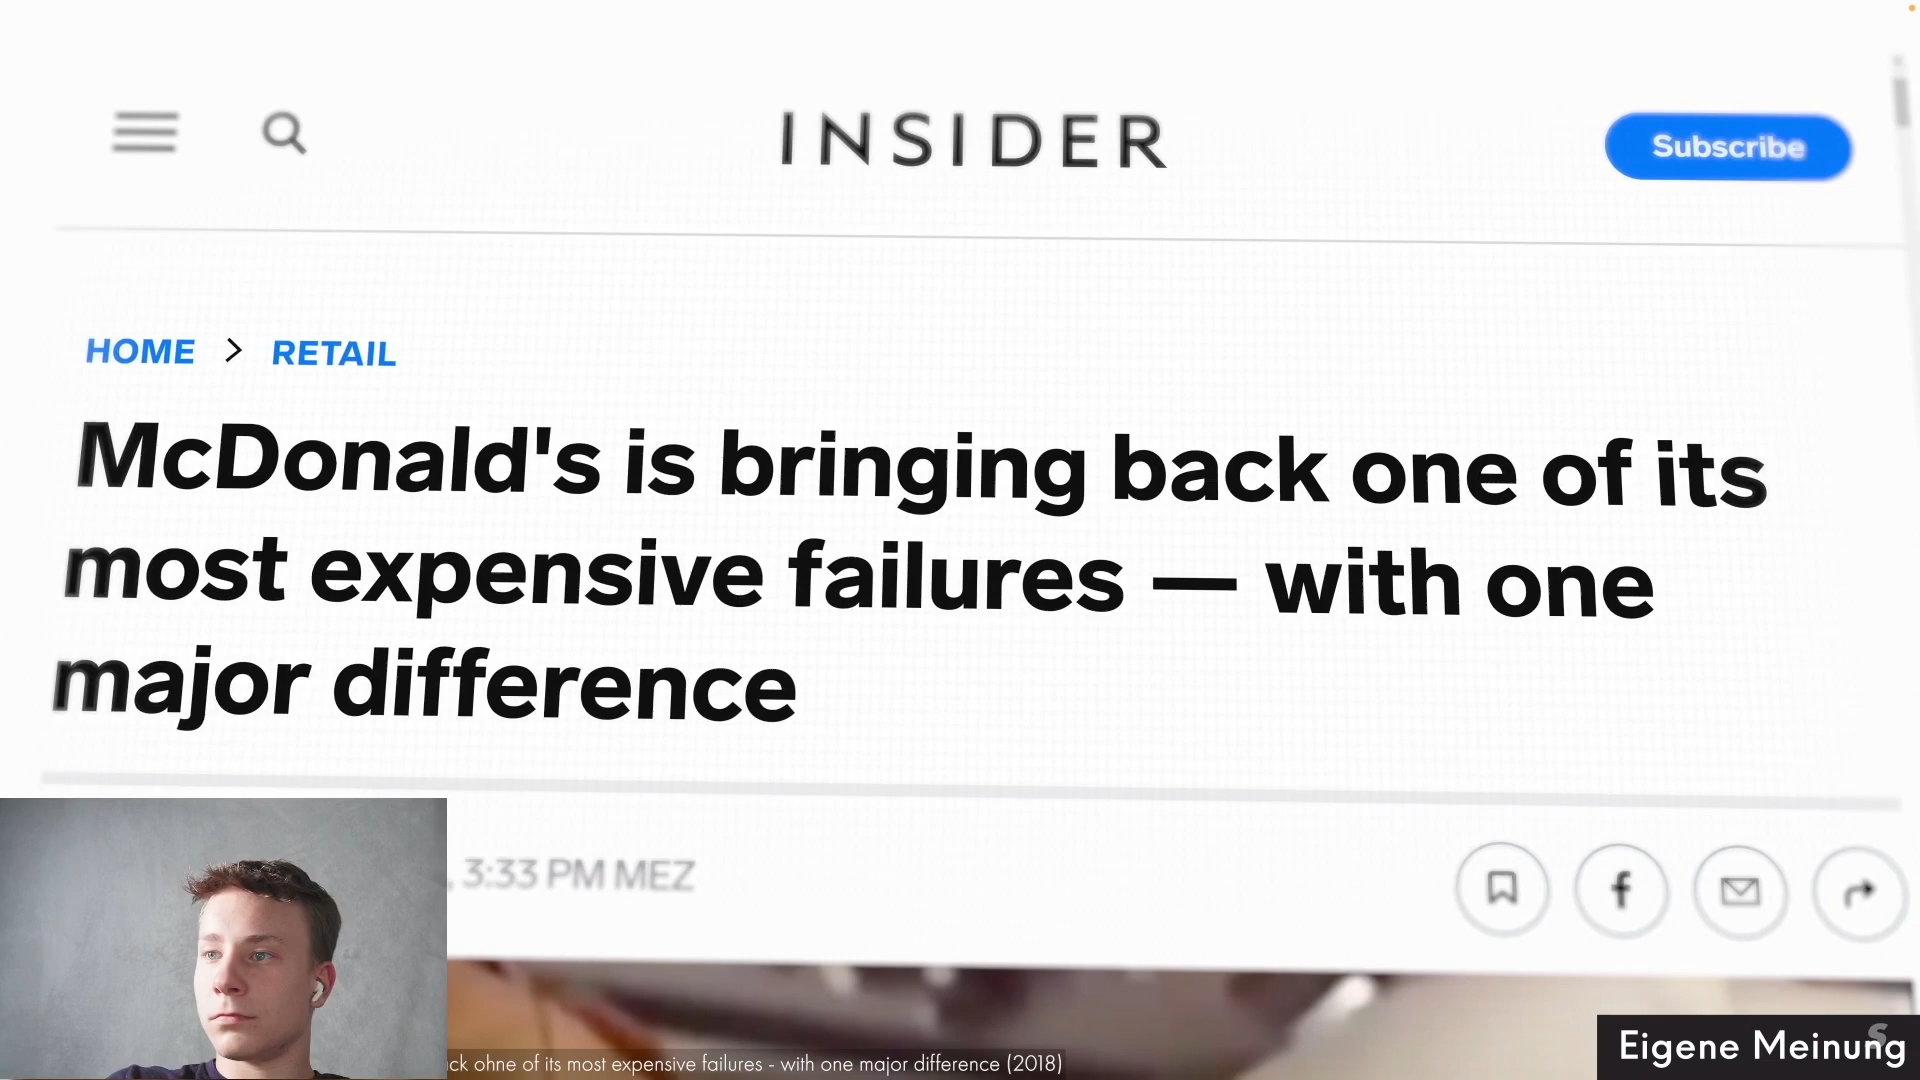 INSIDER
Subscribe
HOME > RETAIL
McDonald's is bringing back one of its
most expensive failures — with one
major difference
, 3:33 PM MEZ
ck ohne of its most expensive failures - with one major difference (2018)
Eigene Meinung